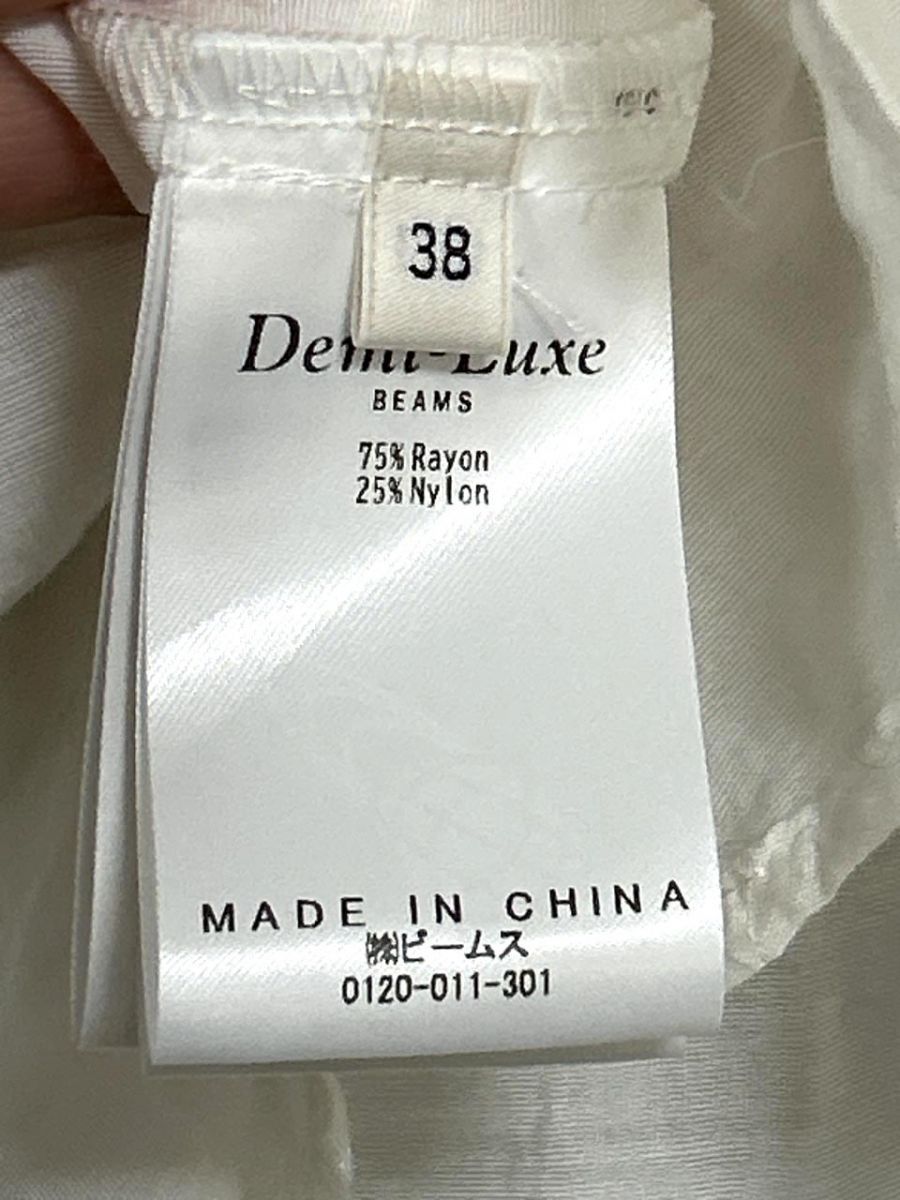 38
Demi-Luxe
BEAMS
75%Rayon
25%Nylon
MADE IN CHINA
㈱ビームス
0120-011-301